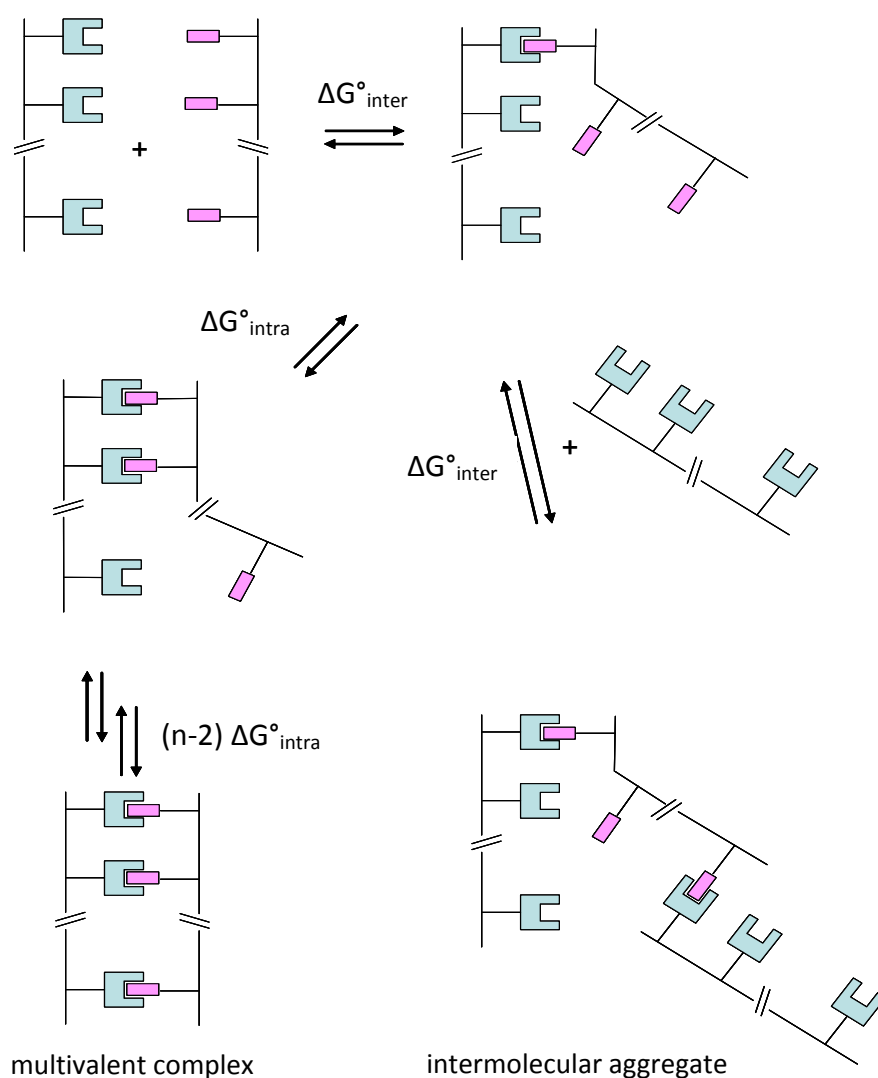 ΔG°inter
+
ΔG°intra
ΔG°inter
+
(n-2) ΔG°intra
multivalent complex
intermolecular aggregate